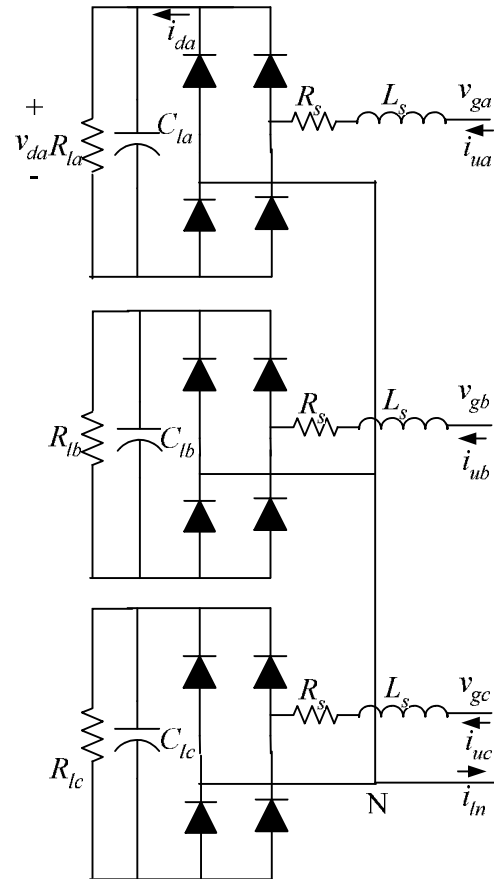 i_da
+
v_da R_la
-
C_la
R_s
L_s
v_ga
i_ua
R_lb
C_lb
R_s
L_s
v_gb
i_ub
R_lc
C_lc
R_s
L_s
v_gc
i_uc
N
i_ln